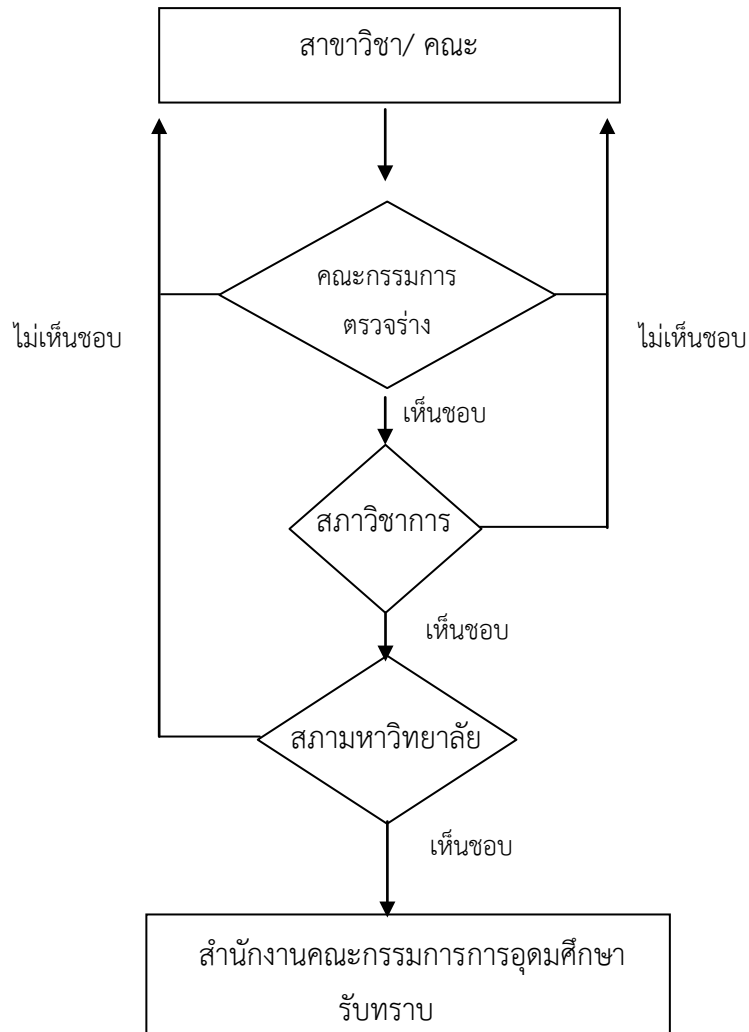 สาขาวิชา/ คณะ
คณะกรรมการ
ตรวจร่าง
ไม่เห็นชอบ
ไม่เห็นชอบ
เห็นชอบ
สภาวิชาการ
เห็นชอบ
สภามหาวิทยาลัย
เห็นชอบ
สำนักงานคณะกรรมการการอุดมศึกษา
รับทราบ